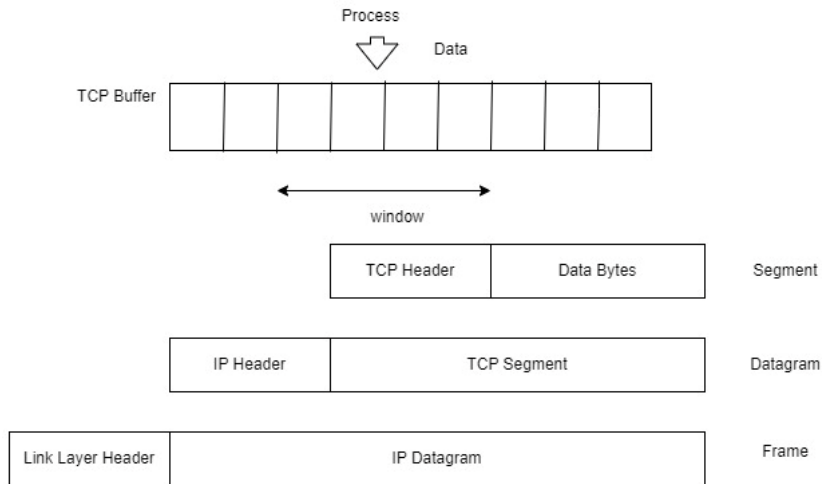 Process
Data
TCP Buffer
window
TCP Header
Data Bytes
Segment
IP Header
TCP Segment
Datagram
Link Layer Header
IP Datagram
Frame